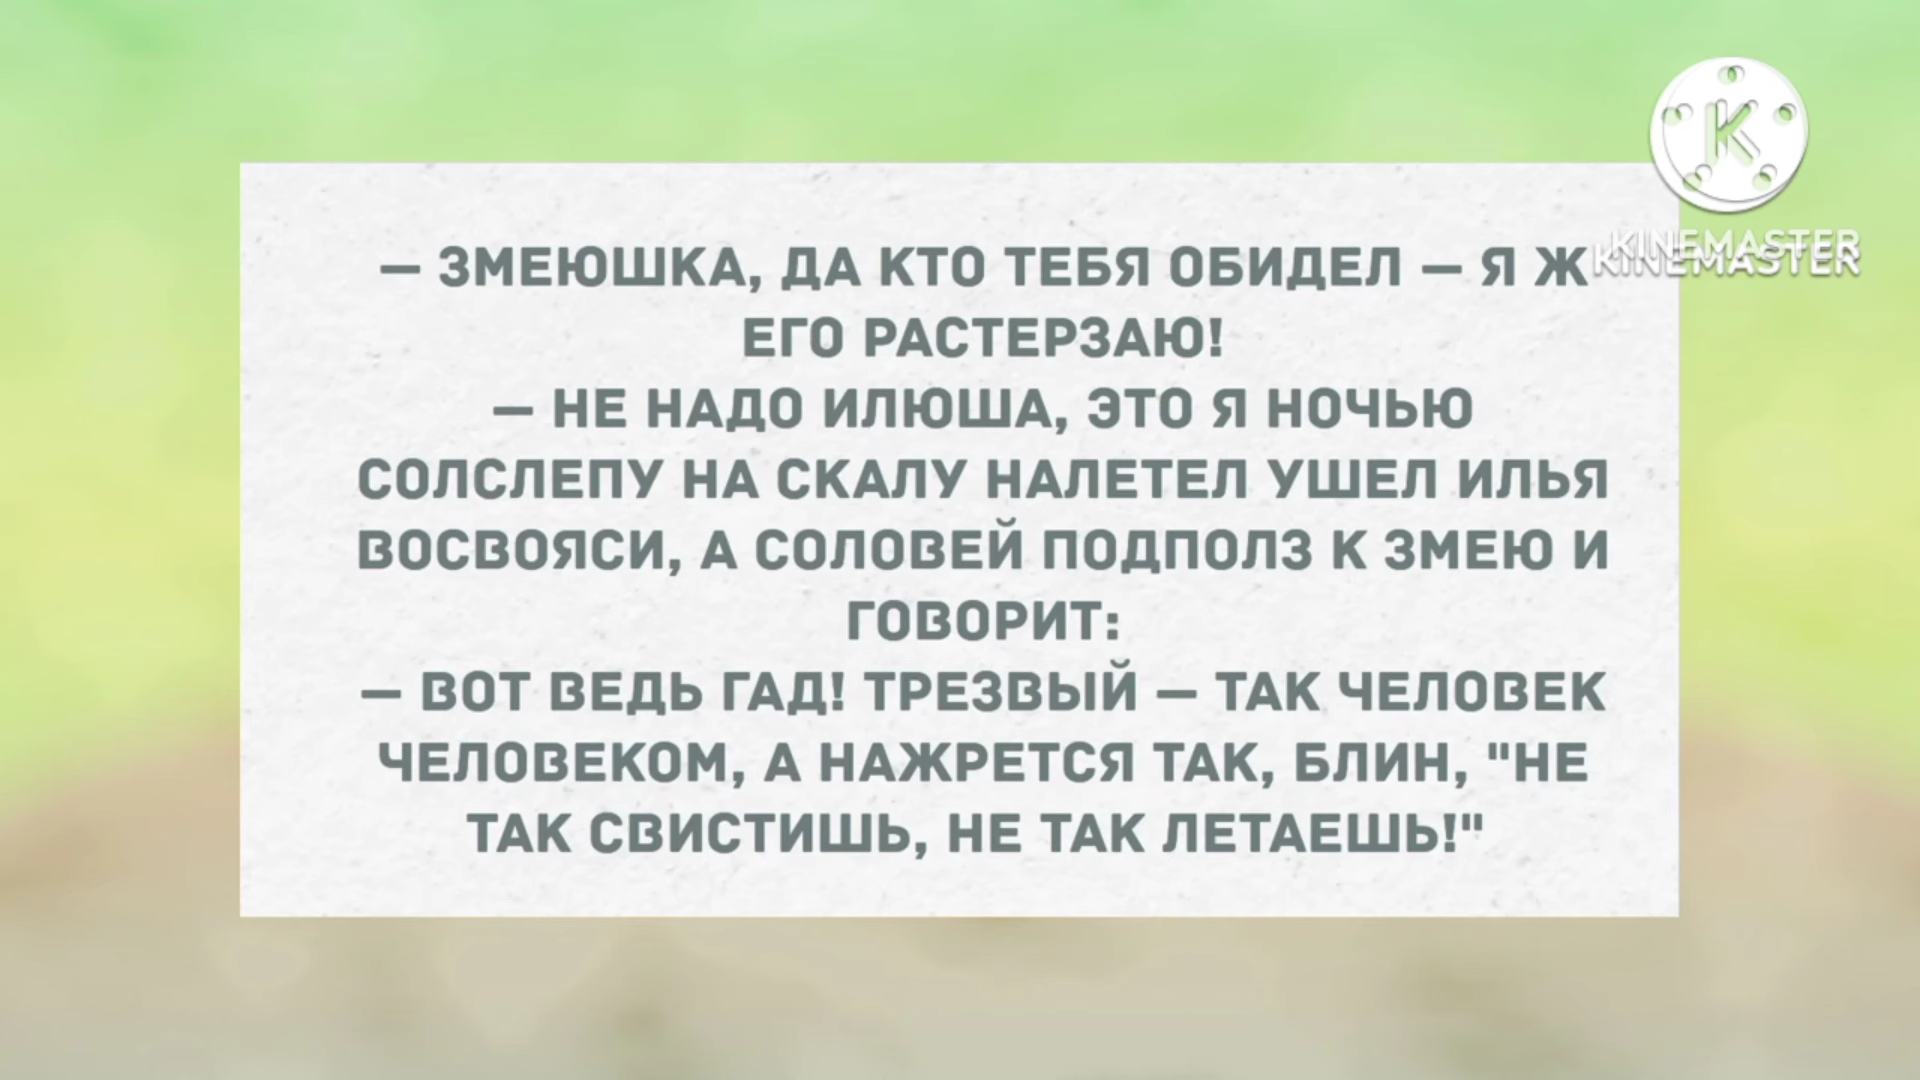 — ЗМЕЮШКА, ДА КТО ТЕБЯ ОБИДЕЛ — Я Ж
ЕГО РАСТЕРЗАЮ!
— НЕ НАДО ИЛЮША, ЭТО Я НОЧЬЮ
СОЛСЛЕПУ НА СКАЛУ НАЛЕТЕЛ УШЕЛ ИЛЬЯ
ВОСВОЯСИ, А СОЛОВЕЙ ПОДПОЛЗ К ЗМЕЮ И
ГОВОРИТ:
— ВОТ ВЕДЬ ГАД! ТРЕЗВЫЙ — ТАК ЧЕЛОВЕК
ЧЕЛОВЕКОМ, А НАЖРЕТСЯ ТАК, БЛИН, "НЕ
ТАК СВИСТИШЬ, НЕ ТАК ЛЕТАЕШЬ!"
K
KINEMASTER
KINEMASTER